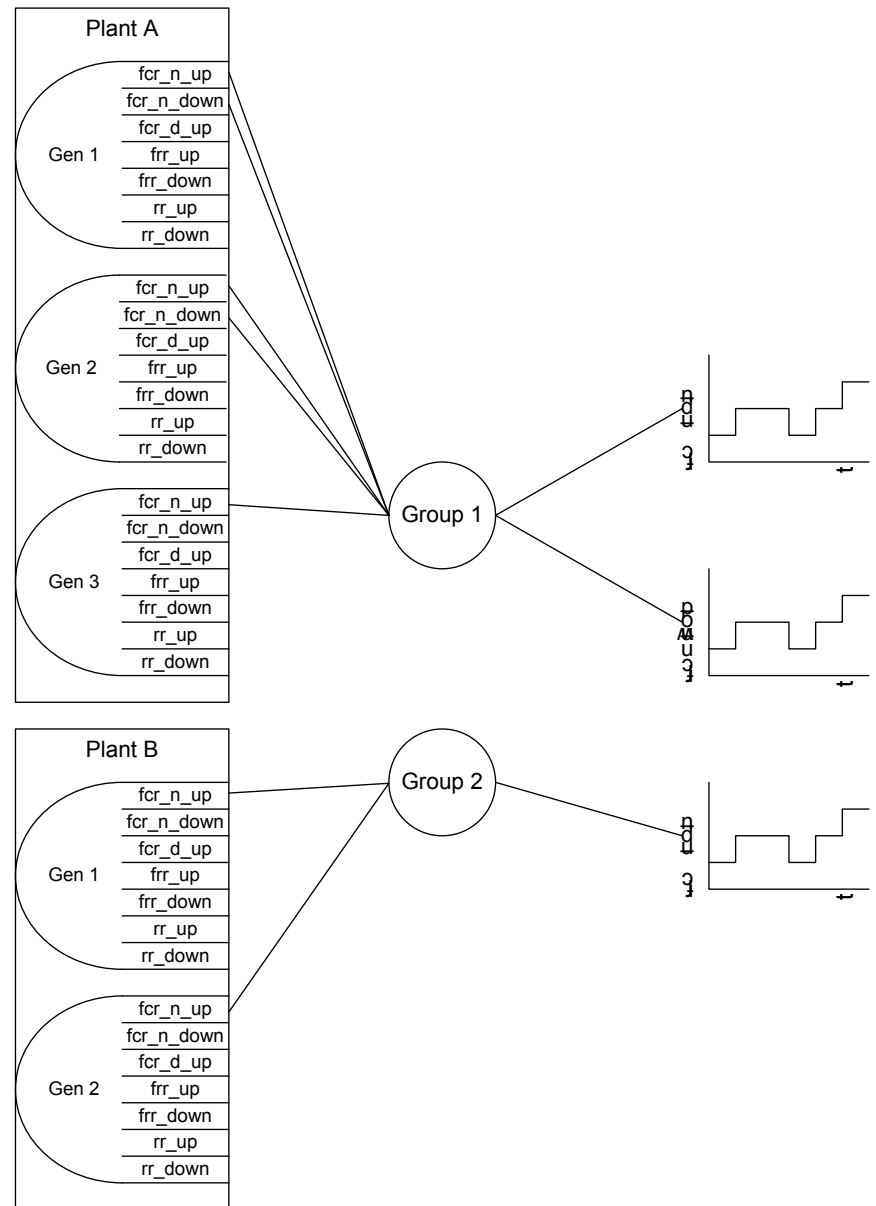 Plant A
Gen 1
fcr_n_up
fcr_n_down
fcr_d_up
frr_up
frr_down
rr_up
rr_down
Gen 2
fcr_n_up
fcr_n_down
fcr_d_up
frr_up
frr_down
rr_up
rr_down
Gen 3
fcr_n_up
fcr_n_down
fcr_d_up
frr_up
frr_down
rr_up
rr_down
Group 1
t
t
Plant B
Gen 1
fcr_n_up
fcr_n_down
fcr_d_up
frr_up
frr_down
rr_up
rr_down
Gen 2
fcr_n_up
fcr_n_down
fcr_d_up
frr_up
frr_down
rr_up
rr_down
Group 2
t